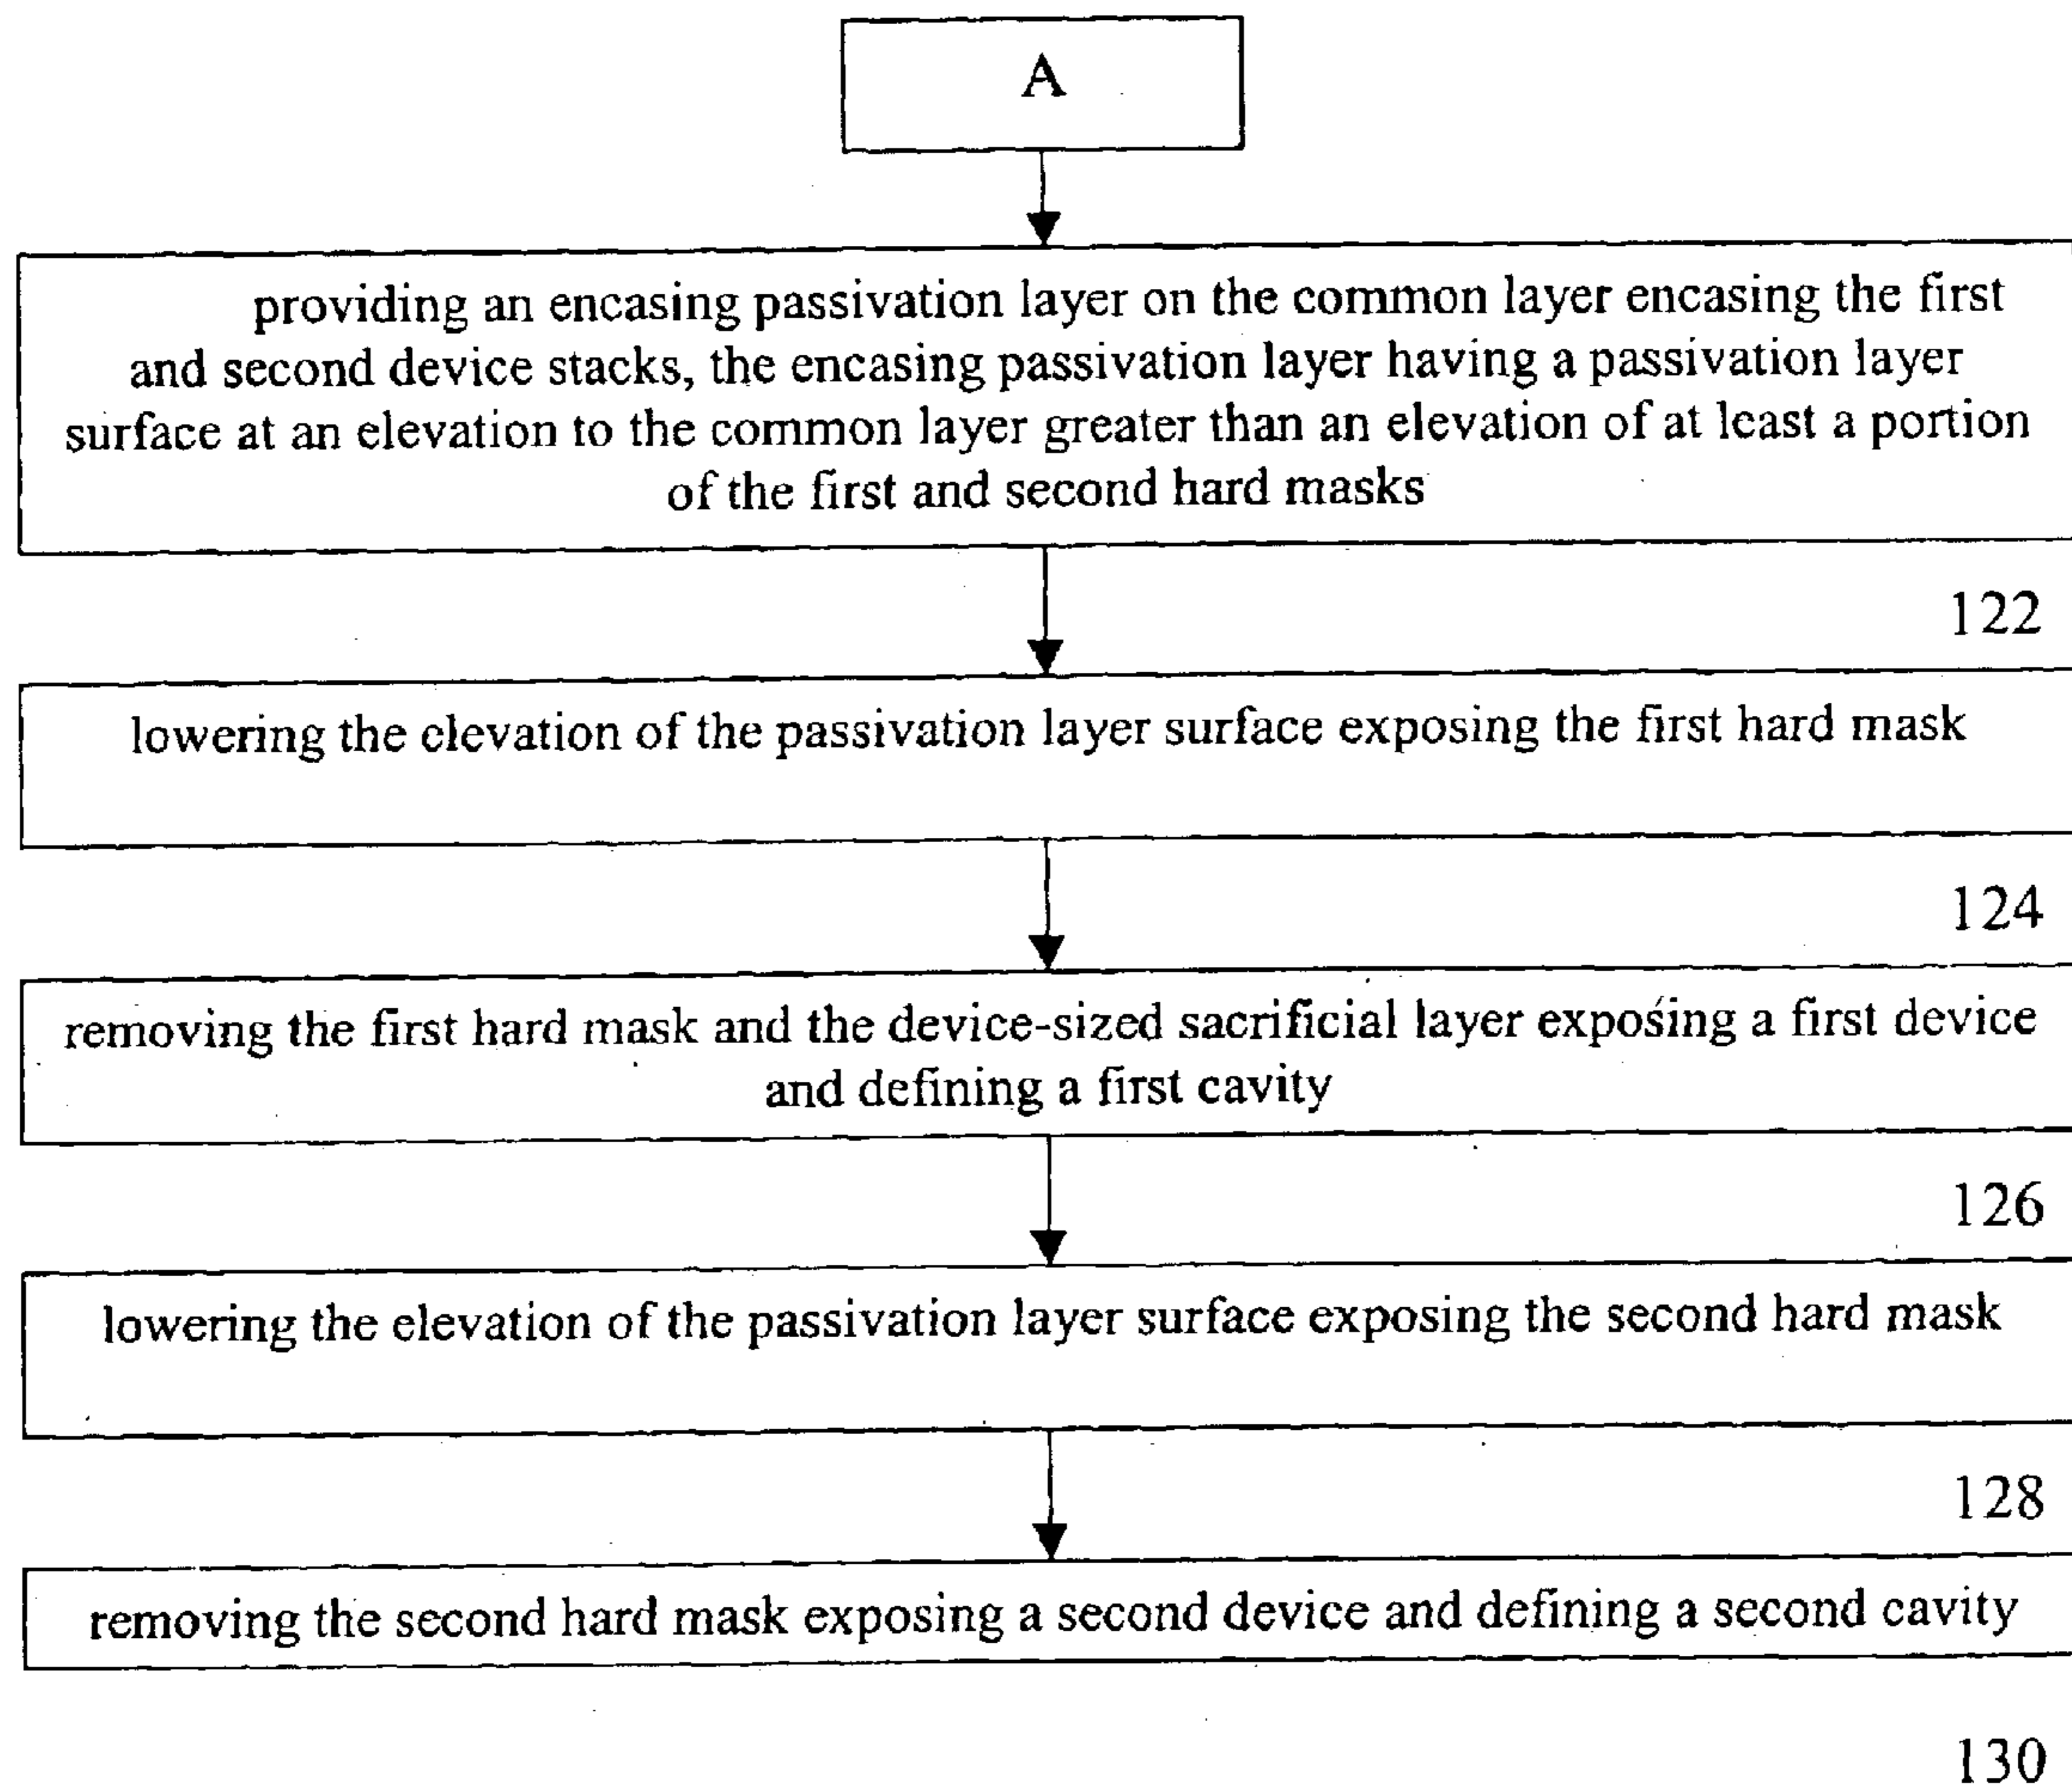 A
providing an encasing passivation layer on the common layer encasing the first
and second device stacks, the encasing passivation layer having a passivation layer
surface at an elevation to the common layer greater than an elevation of at least a portion
of the first and second hard masks
122
lowering the elevation of the passivation layer surface exposing the first hard mask
124
removing the first hard mask and the device-sized sacrificial layer exposing a first device
and defining a first cavity
126
lowering the elevation of the passivation layer surface exposing the second hard mask
128
removing the second hard mask exposing a second device and defining a second cavity
130